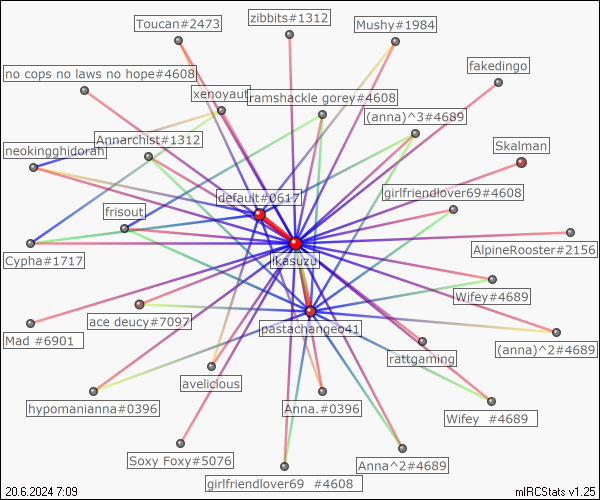 Toucan#2473
zibbits#1312
Mushy#1984
no cops no laws no hope#4608
fakedingo
xenoyaut
ramshackle gorey#4608
(anna)^3#4689
Annarchist#1312
Skalman
neokingghidorah
default#0617
girlfriendlover69#4608
frisout
Cypha#1717
ikasuzu
AlpineRooster#2156
Wifey#4689
ace deucy#7097
pastachangeo41
Mad #6901
(anna)^2#4689
rattgaming
avelicious
hypomanianna#0396
Anna.#0396
Wifey  #4689
Soxy Foxy#5076
Anna^2#4689
girlfriendlover69  #4608
20.6.2024 7:09
mIRCStats v1.25